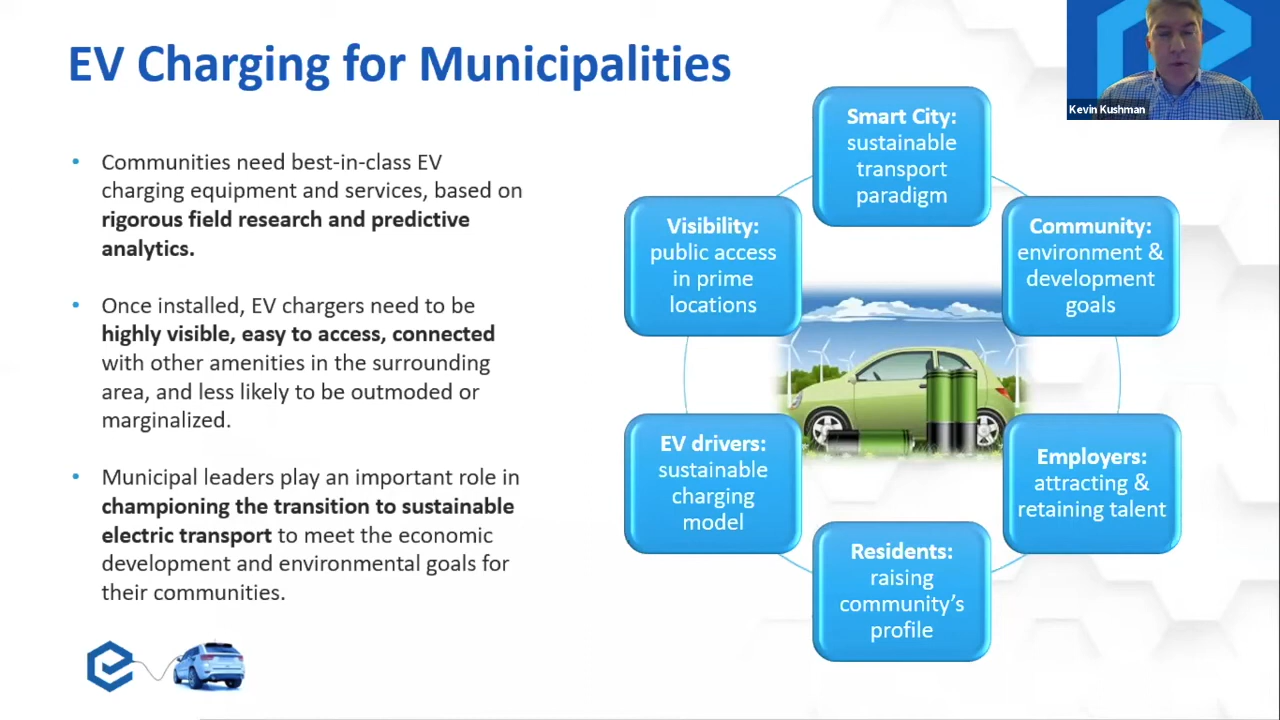 EV Charging for Municipalities
Kevin Kushman
• Communities need best-in-class EV
charging equipment and services, based on
rigorous field research and predictive
analytics.
• Once installed, EV chargers need to be
highly visible, easy to access, connected
with other amenities in the surrounding
area, and less likely to be outmoded or
marginalized.
• Municipal leaders play an important role in
championing the transition to sustainable
electric transport to meet the economic
development and environmental goals for
their communities.
Smart City:
sustainable
transport
paradigm
Community:
environment &
development
goals
Employers:
attracting &
retaining talent
Residents:
raising
community's
profile
EV drivers:
sustainable
charging
model
Visibility:
public access
in prime
locations